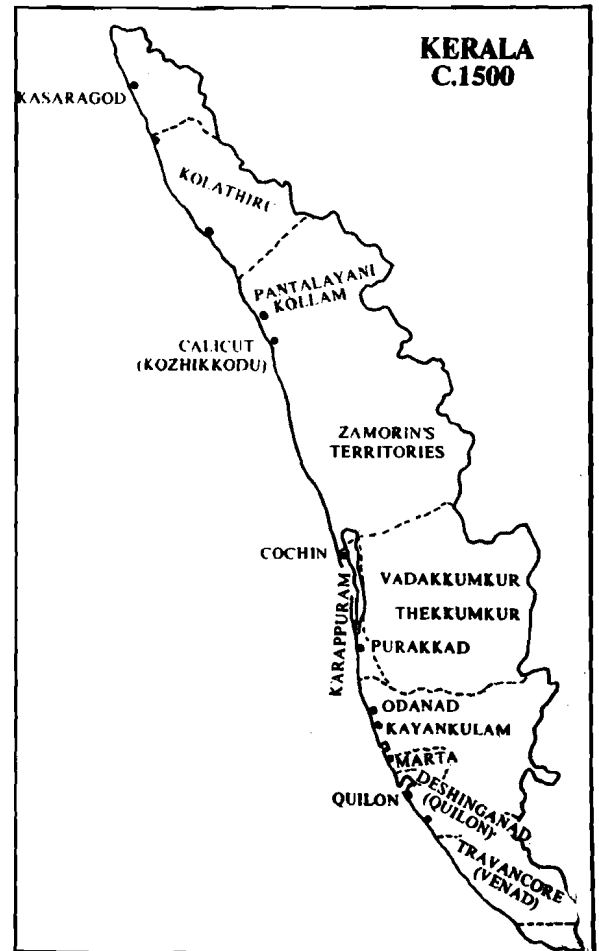 KERALA
C.1500
KASARAGOD
KOLATHIRI
PANTALAYANI
KOLLAM
CALICUT
(KOZHIKKODU)
ZAMORIN'S
TERRITORIES
COCHIN
VADAKKUMKUR
THEKKUMKUR
KARAPPURAM
PURAKKAD
ODANAD
KAYANKULAM
MARTA
DESHINGANAD
(QUILON)
QUILON
TRAVANCORE
(VENAD)